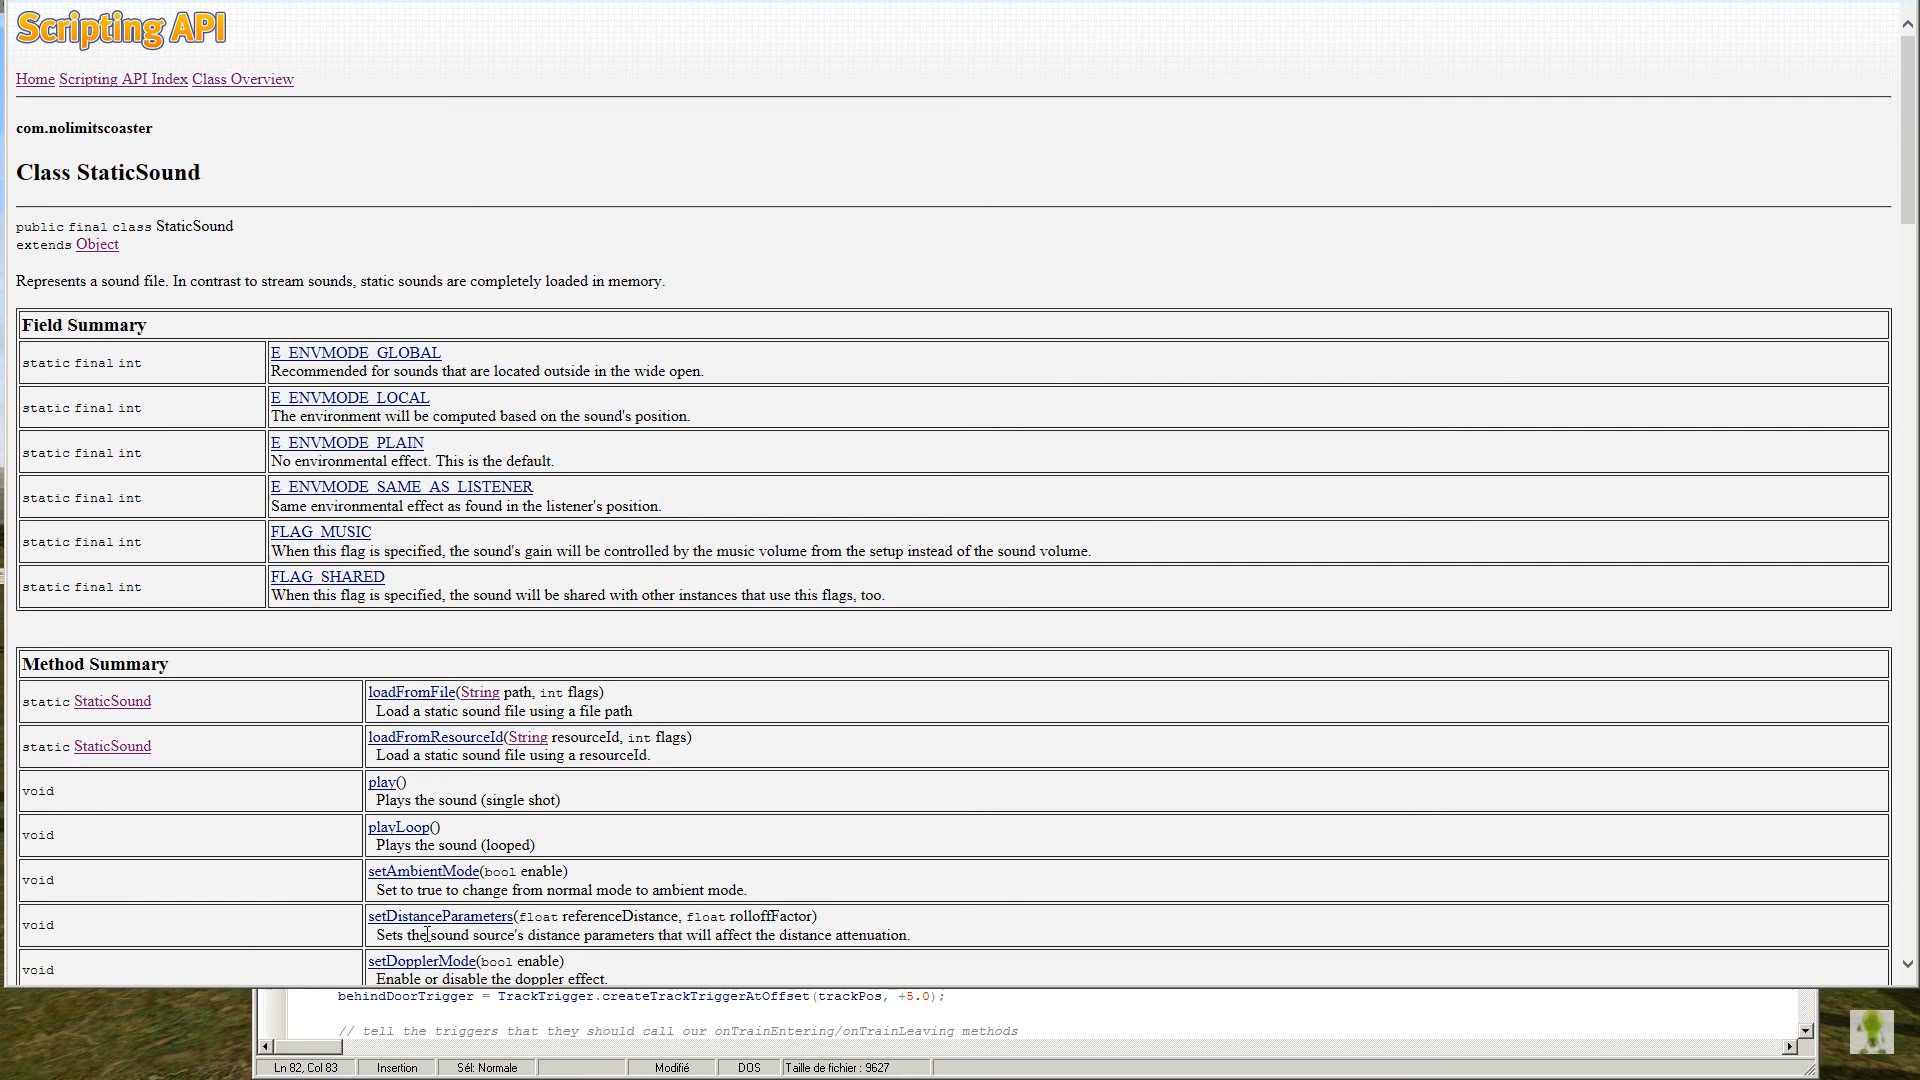 Scripting API
Home Scripting API Index Class Overview
com.nolimitscoaster
Class StaticSound
public final class StaticSound
extends Object
Represents a sound file. In contrast to stream sounds, static sounds are completely loaded in memory.
Field Summary
static final int
E_ENVMODE_GLOBAL
Recommended for sounds that are located outside in the wide open.
static final int
E_ENVMODE_LOCAL
The environment will be computed based on the sound's position.
static final int
E_ENVMODE_PLAIN
No environmental effect. This is the default.
static final int
E_ENVMODE_SAME_AS_LISTENER
Same environmental effect as found in the listener's position.
static final int
FLAG_MUSIC
When this flag is specified, the sound's gain will be controlled by the music volume from the setup instead of the sound volume.
static final int
FLAG_SHARED
When this flag is specified, the sound will be shared with other instances that use this flags, too.
Method Summary
static StaticSound
loadFromFile(String path, int flags)
Load a static sound file using a file path
static StaticSound
loadFromResourceId(String resourceId, int flags)
Load a static sound file using a resourceId.
void
play()
Plays the sound (single shot)
void
playLoop()
Plays the sound (looped)
void
setAmbientMode(bool enable)
Set to true to change from normal mode to ambient mode.
void
setDistanceParameters(float referenceDistance, float rolloffFactor)
Sets the sound source's distance parameters that will affect the distance attenuation.
void
setDopplerMode(bool enable)
Enable or disable the doppler effect.
behindDoorTrigger = TrackTrigger.createTrackTriggerAtOffset(trackPos, +5.0);
// tell the triggers that they should call our onTrainEntering/onTrainLeaving methods
Ln 82, Col 83 Insertion Sél: Normale Modifié DOS Taille de fichier : 9627